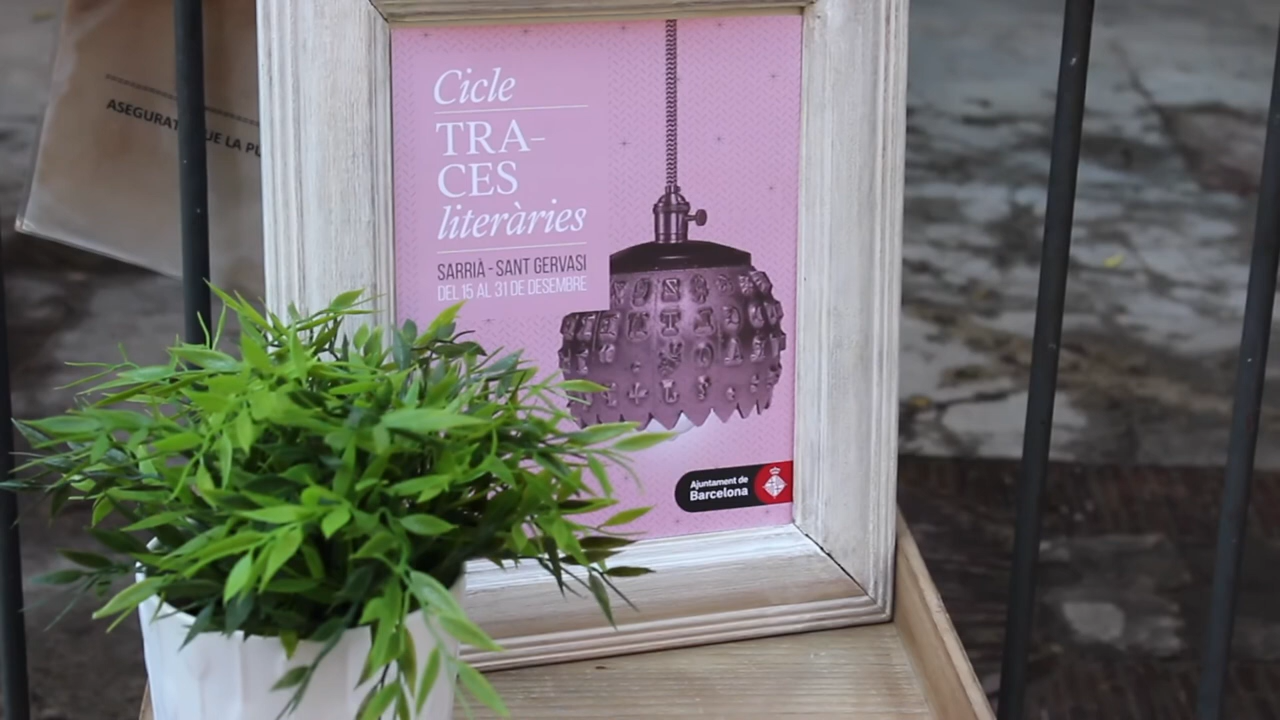 Cicle
TRA-
CES
literàries
SARRIÀ - SANT GERVASI
DEL 15 AL 31 DE DESEMBRE
Ajuntament de
Barcelona